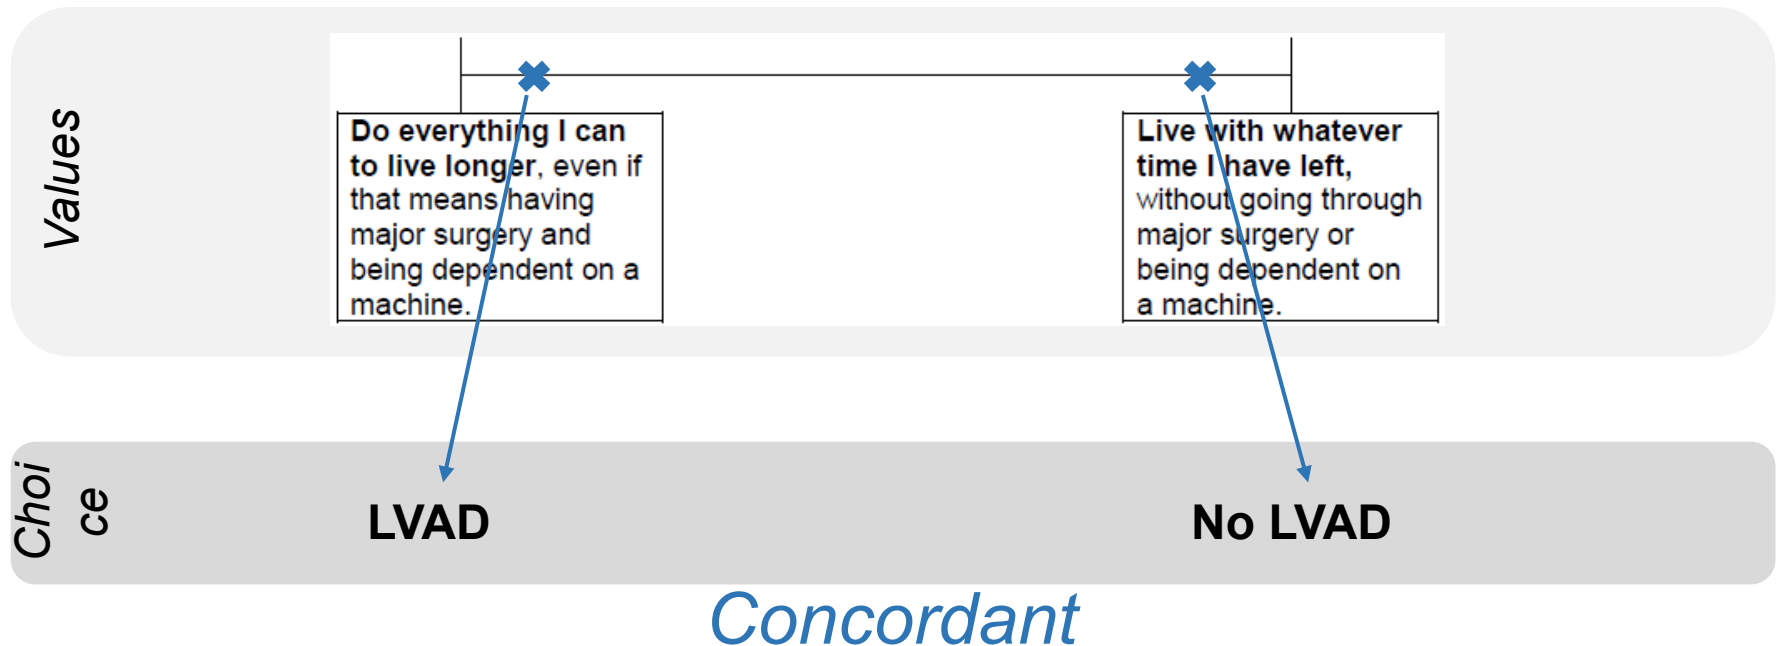 Values
Do everything I can
to live longer, even if
that means having
major surgery and
being dependent on a
machine.
Live with whatever
time I have left,
without going through
major surgery or
being dependent on
a machine.
Choi
ce
LVAD
No LVAD
Concordant